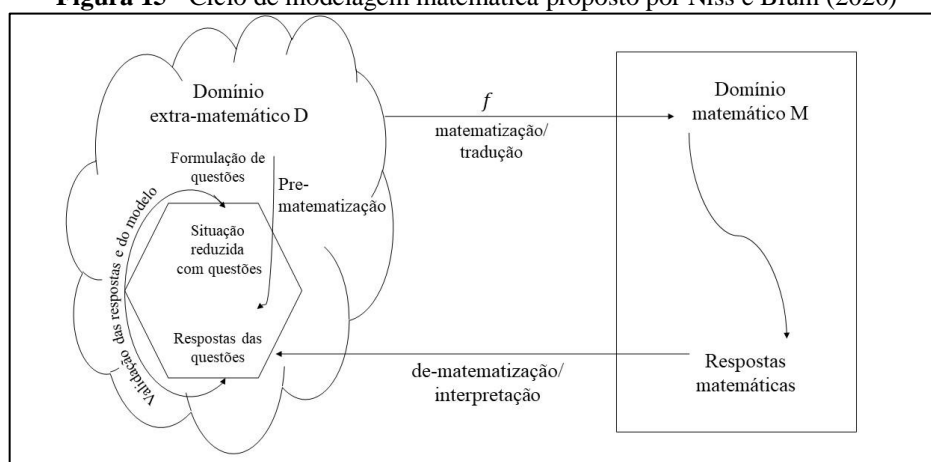 Figura 15 - Ciclo de modelagem matemática proposto por Niss e Blum (2020)
Domínio
extra-matemático D
Formulação de
questões
Pre-
matematização
Situação
reduzida
com questões
Respostas das
questões
Validação das respostas e do modelo
f
matematização/
tradução
de-matematização/
interpretação
Domínio
matemático M
Respostas
matemáticas